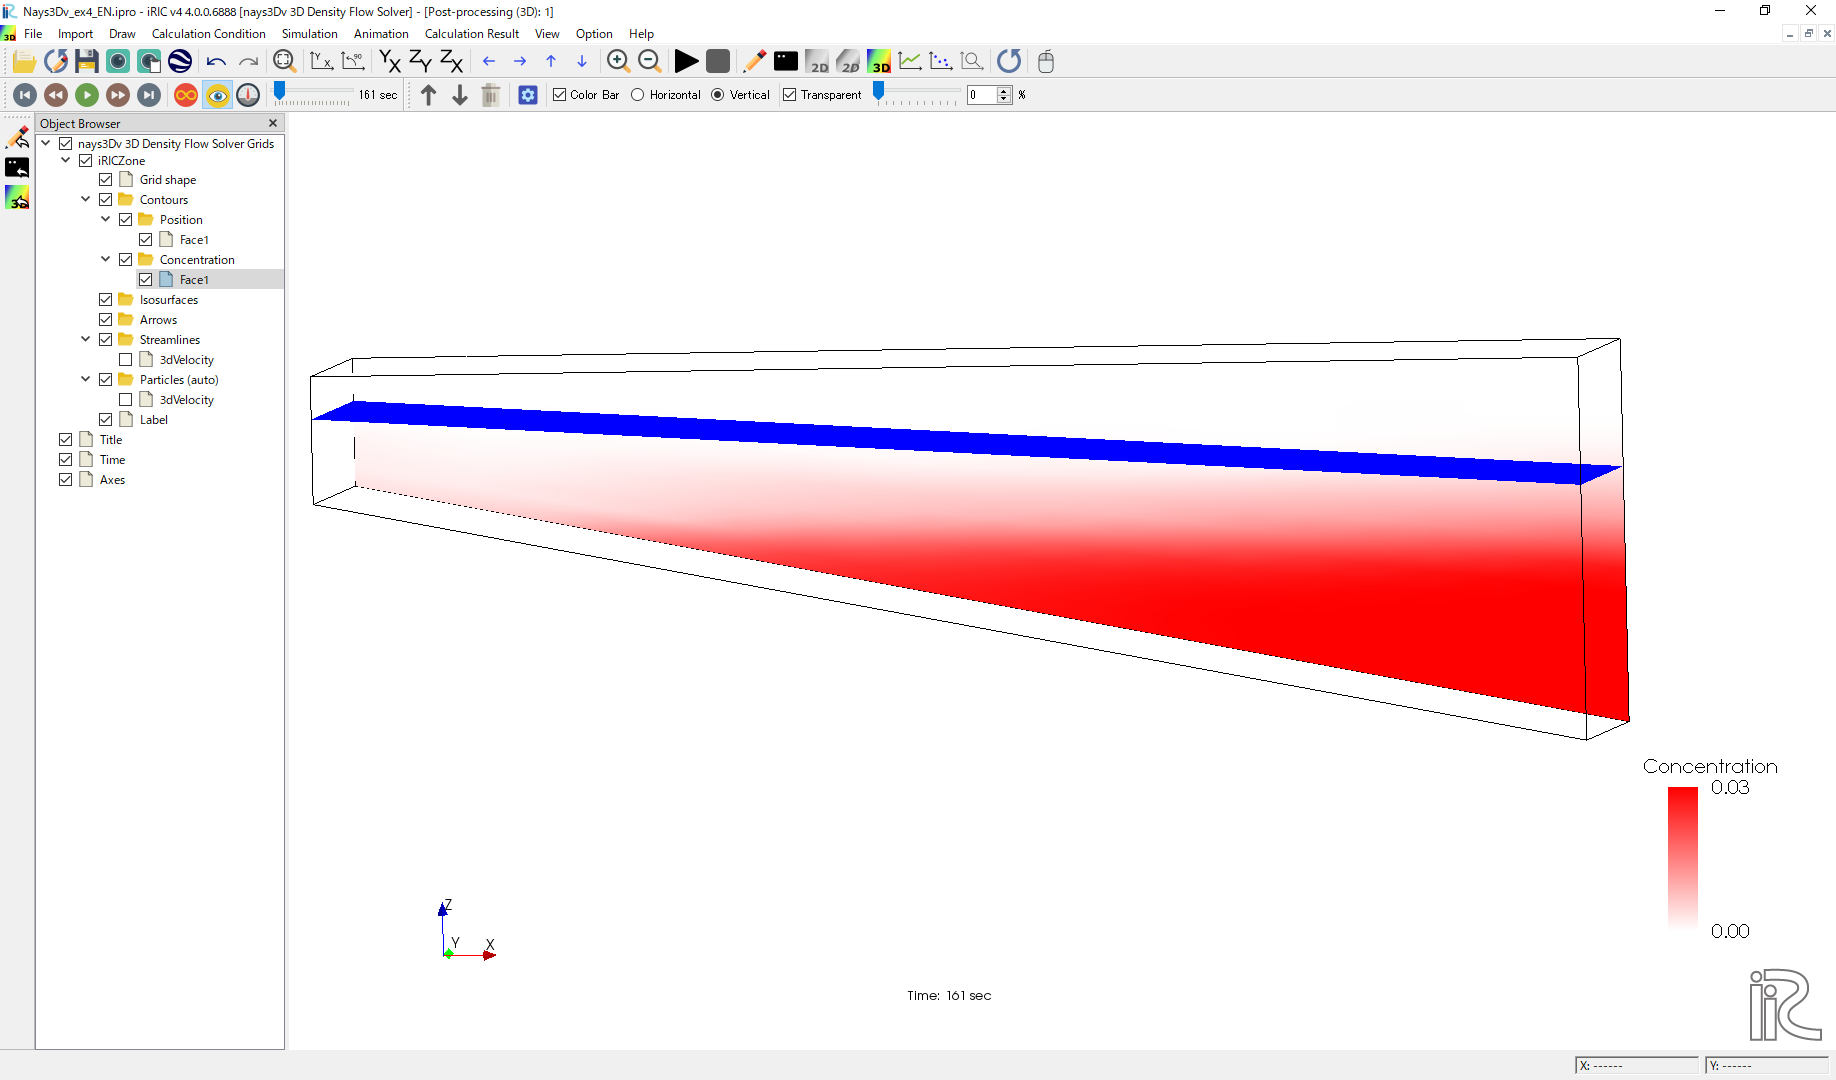 Nays3Dv_ex4_EN.ipro - iRIC v4 4.0.0.6888 [nays3Dv 3D Density Flow Solver] - [Post-processing (3D): 1]
File Import Draw Calculation Condition Simulation Animation Calculation Result View Option Help
161 sec Color Bar Horizontal Vertical Transparent 0 %
Object Browser
nays3Dv 3D Density Flow Solver Grids
iRICZone
Grid shape
Contours
Position
Face1
Concentration
Face1
Isosurfaces
Arrows
Streamlines
3dVelocity
Particles (auto)
3dVelocity
Label
Title
Time
Axes
Concentration
0.03
0.00
Z
Y
X
Time: 161 sec
iRiC
X: ------
Y: ------